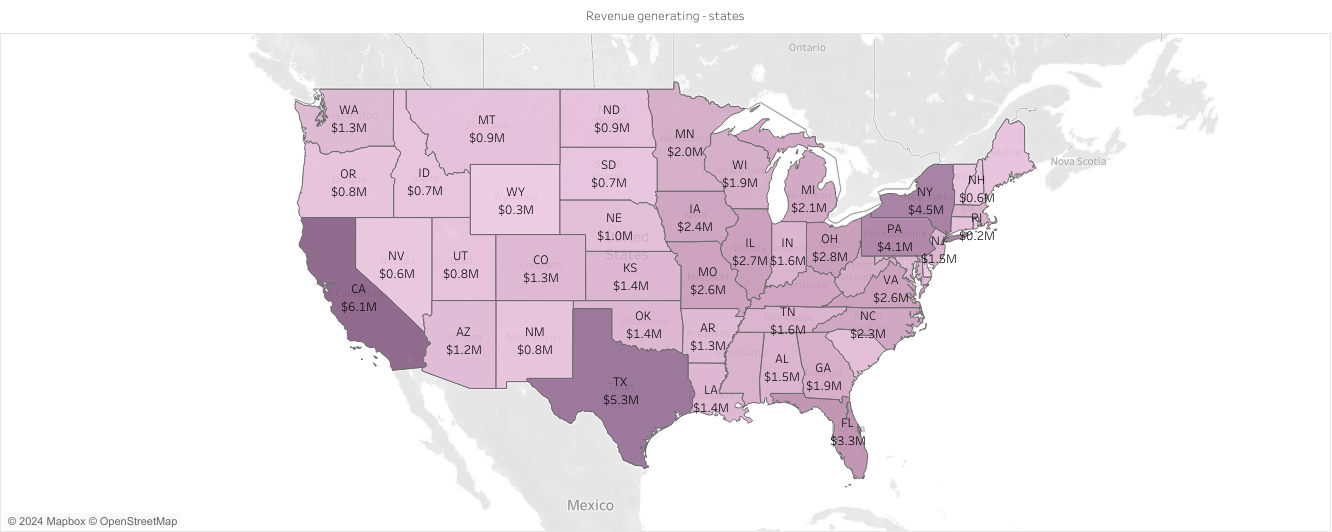 Revenue generating - states
Ontario
WA
$1.3M
MT
$0.9M
ND
$0.9M
MN
$2.0M
OR
$0.8M
ID
$0.7M
WY
$0.3M
SD
$0.7M
WI
$1.9M
MI
$2.1M
NY
$4.5M
NH
$0.6M
Maine
Nova Scotia
NE
$1.0M
United
States
IA
$2.4M
PA
$4.1M
RI
$0.2M
NJ
$1.5M
NV
$0.6M
UT
$0.8M
CO
$1.3M
KS
$1.4M
MO
$2.6M
IL
$2.7M
IN
$1.6M
OH
$2.8M
VA
$2.6M
CA
$6.1M
Kentucky
AZ
$1.2M
NM
$0.8M
OK
$1.4M
AR
$1.3M
TN
$1.6M
NC
$2.3M
TX
$5.3M
LA
$1.4M
AL
$1.5M
GA
$1.9M
FL
$3.3M
Mexico
© 2024 Mapbox © OpenStreetMap